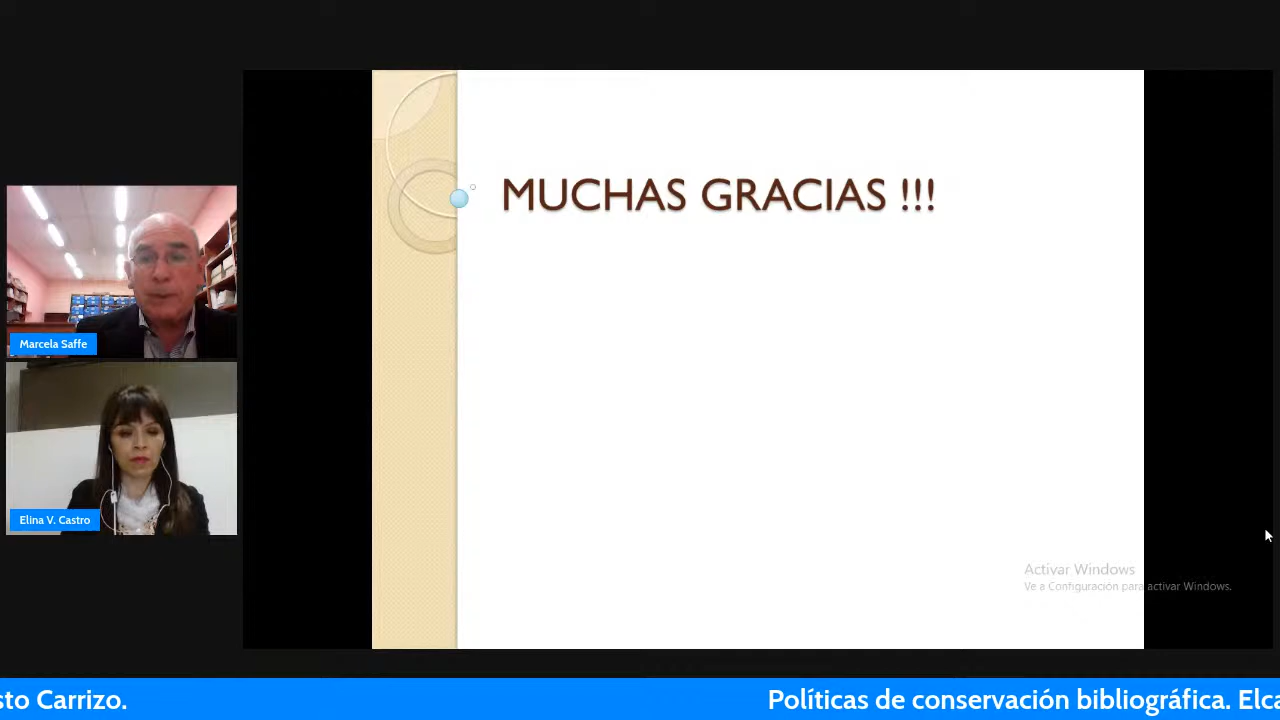 MUCHAS GRACIAS !!!
Marcela Saffe
Elina V. Castro
Activar Windows
Ve a Configuración para activar Windows.
sto Carrizo. Políticas de conservación bibliográfica. Elca